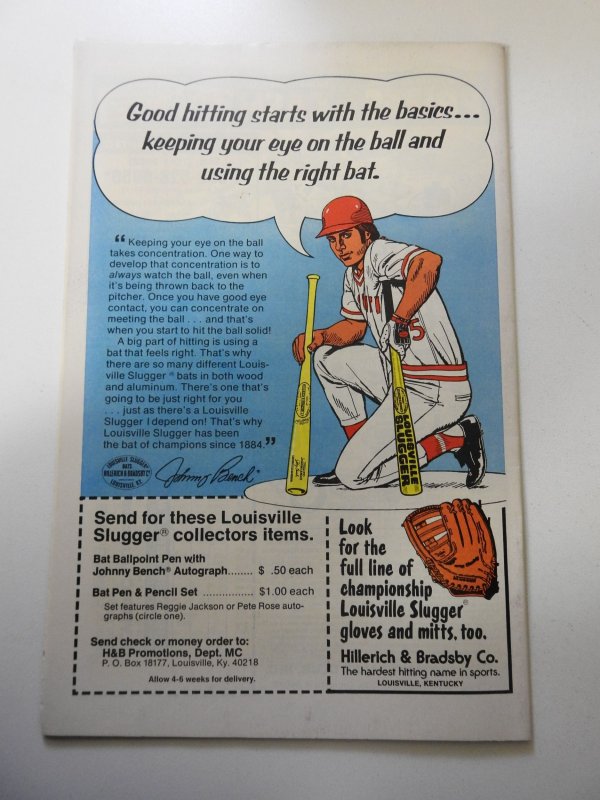 Good hitting starts with the basics...
keeping your eye on the ball and
using the right bat.
“ Keeping your eye on the ball
takes concentration. One way to
develop that concentration is to
always watch the ball, even when
it's being thrown back to the
pitcher. Once you have good eye
contact, you can concentrate on
meeting the ball . . . and that's
when you start to hit the ball solid!
A big part of hitting is using a
bat that feels right. That's why
there are so many different Louis-
ville Slugger ® bats in both wood
and aluminum. There's one that's
going to be just right for you
. . . just as there's a Louisville
Slugger I depend on! That's why
Louisville Slugger has been
the bat of champions since 1884.”
LOUISVILLE SLUGGER
BATS
HILLERICH & BRADSBY Cº
LOUISVILLE, KY.
Johnny Bench
5
LOUISVILLE
SLUGGER
Send for these Louisville
Slugger® collectors items.
Bat Ballpoint Pen with
Johnny Bench® Autograph........ $ .50 each
Bat Pen & Pencil Set ............... $1.00 each
Set features Reggie Jackson or Pete Rose auto-
graphs (circle one).
Send check or money order to:
H&B Promotions, Dept. MC
P. O. Box 18177, Louisville, Ky. 40218
Allow 4-6 weeks for delivery.
Look
for the
full line of
championship
Louisville Slugger®
gloves and mitts, too.
Hillerich & Bradsby Co.
The hardest hitting name in sports.
LOUISVILLE, KENTUCKY